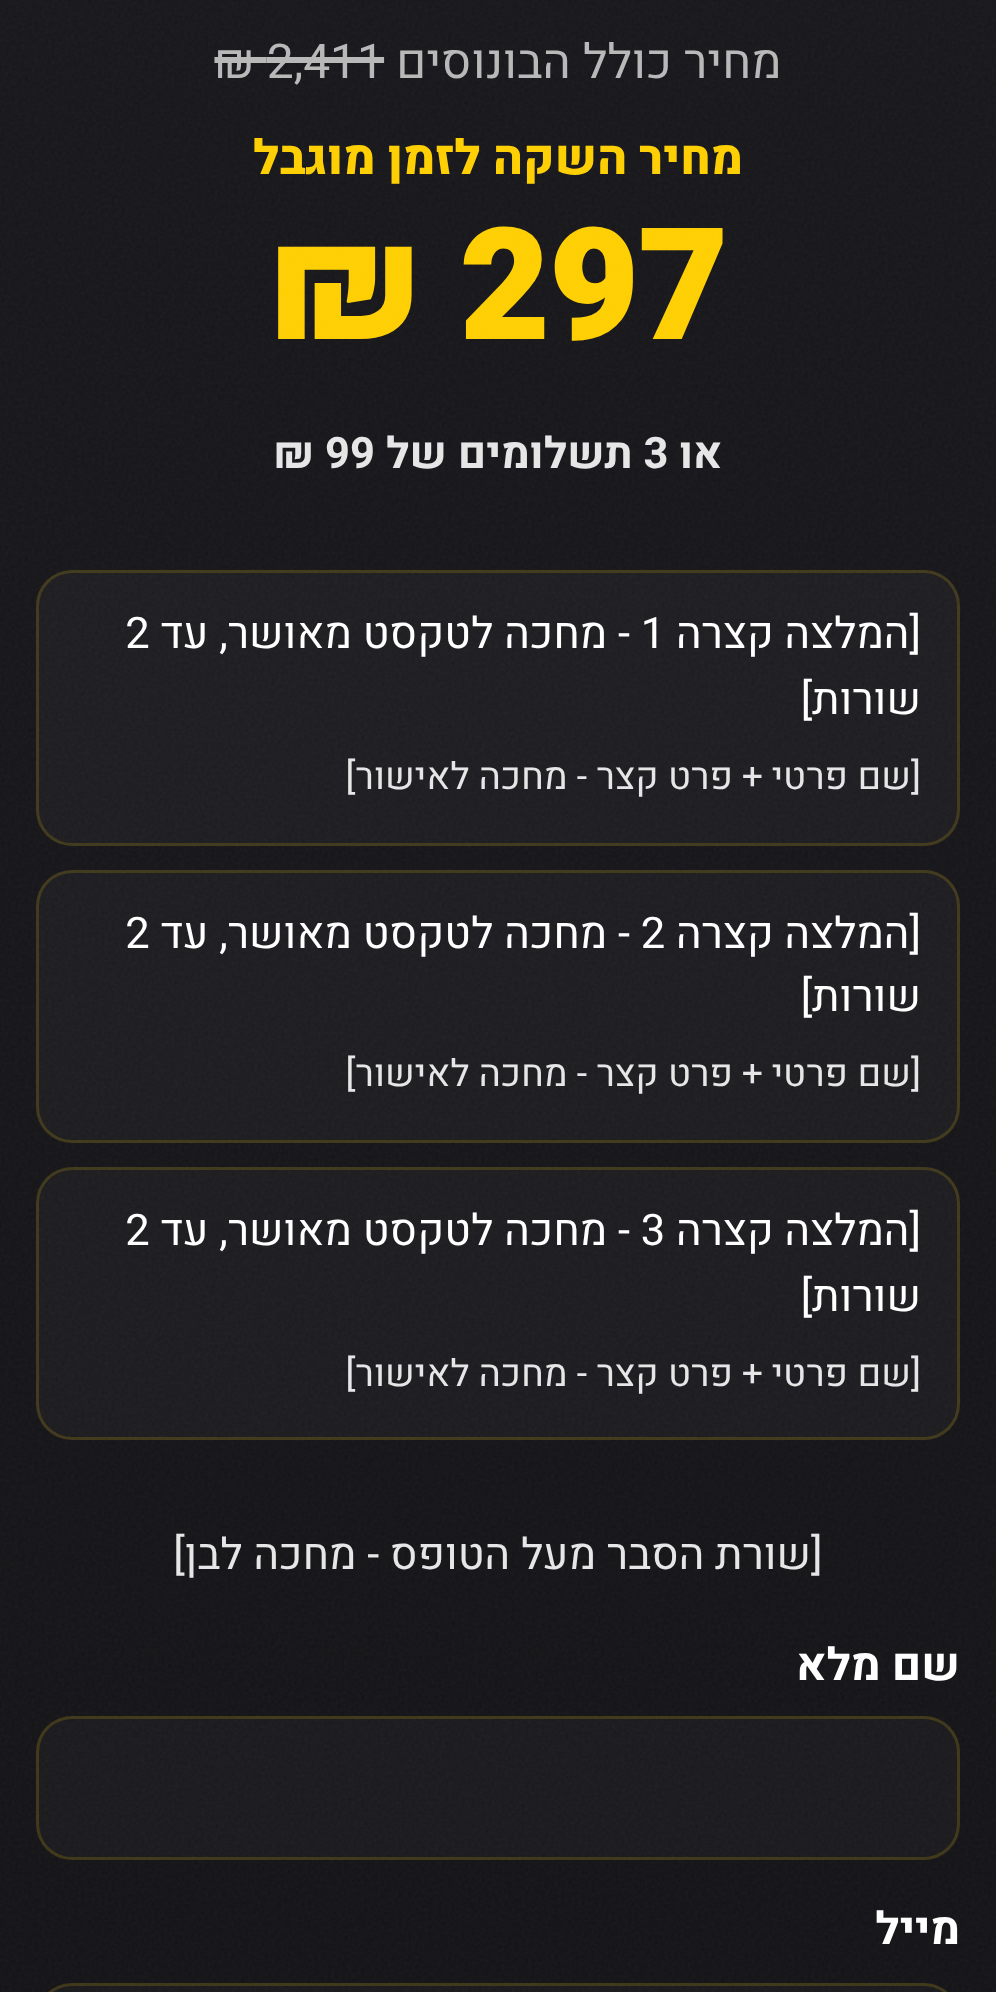 מחיר כולל הבונוסים 2,411 ₪
מחיר השקה לזמן מוגבל
297 ₪
או 3 תשלומים של 99 ₪
[המלצה קצרה 1 - מחכה לטקסט מאושר, עד 2
שורות]
[שם פרטי + פרט קצר - מחכה לאישור]
[המלצה קצרה 2 - מחכה לטקסט מאושר, עד 2
שורות]
[שם פרטי + פרט קצר - מחכה לאישור]
[המלצה קצרה 3 - מחכה לטקסט מאושר, עד 2
שורות]
[שם פרטי + פרט קצר - מחכה לאישור]
[שורת הסבר מעל הטופס - מחכה לבן]
שם מלא
מייל